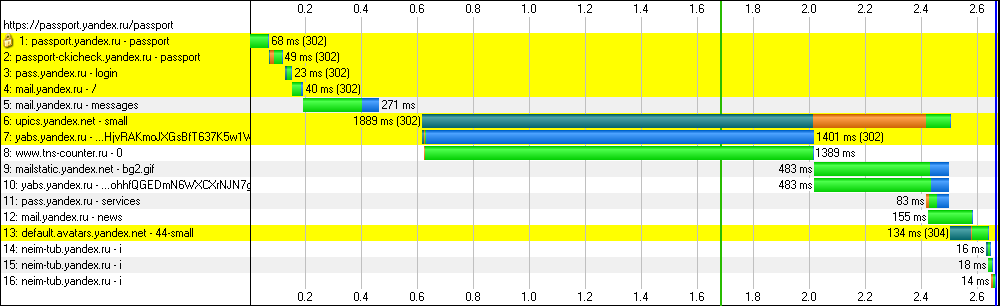 0.2 0.4 0.6 0.8 1.0 1.2 1.4 1.6 1.8 2.0 2.2 2.4 2.6
https://passport.yandex.ru/passport
1: passport.yandex.ru - passport 68 ms (302)
2: passport-ckicheck.yandex.ru - passport 49 ms (302)
3: pass.yandex.ru - login 23 ms (302)
4: mail.yandex.ru - / 40 ms (302)
5: mail.yandex.ru - messages 271 ms
6: upics.yandex.net - small 1889 ms (302)
7: yabs.yandex.ru - ...HjvRAKmoJXGsBfT637K5w1V 1401 ms (302)
8: www.tns-counter.ru - 0 1389 ms
9: mailstatic.yandex.net - bg2.gif 483 ms
10: yabs.yandex.ru - ...ohhfQGEDmN6WXCXrNJN7g 483 ms
11: pass.yandex.ru - services 83 ms
12: mail.yandex.ru - news 155 ms
13: default.avatars.yandex.net - 44-small 134 ms (304)
14: neim-tub.yandex.ru - i 16 ms
15: neim-tub.yandex.ru - i 18 ms
16: neim-tub.yandex.ru - i 14 ms
0.2 0.4 0.6 0.8 1.0 1.2 1.4 1.6 1.8 2.0 2.2 2.4 2.6